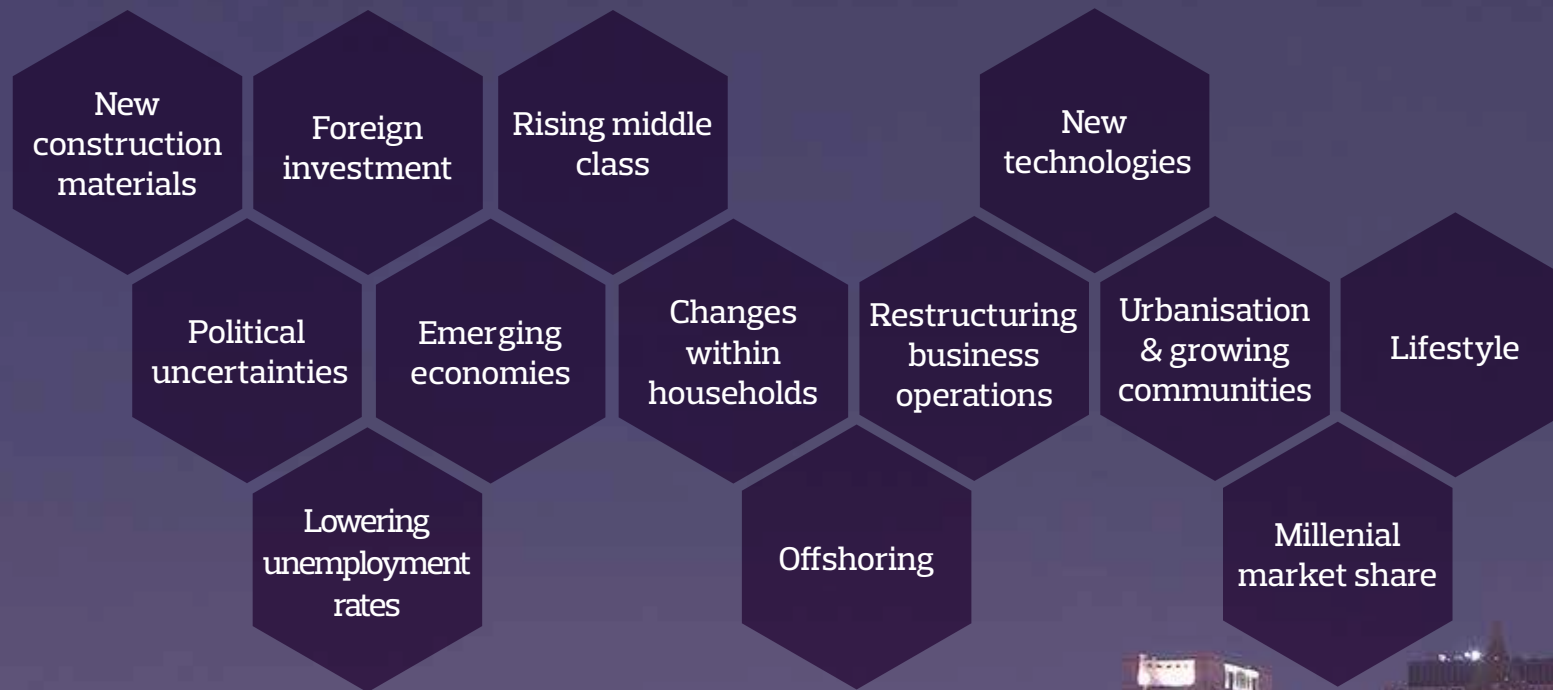 New
construction
materials
Foreign
investment
Rising middle
class
New
technologies
Political
uncertainties
Emerging
economies
Changes
within
households
Restructuring
business
operations
Urbanisation
& growing
communities
Lifestyle
Lowering
unemployment
rates
Offshoring
Millenial
market share